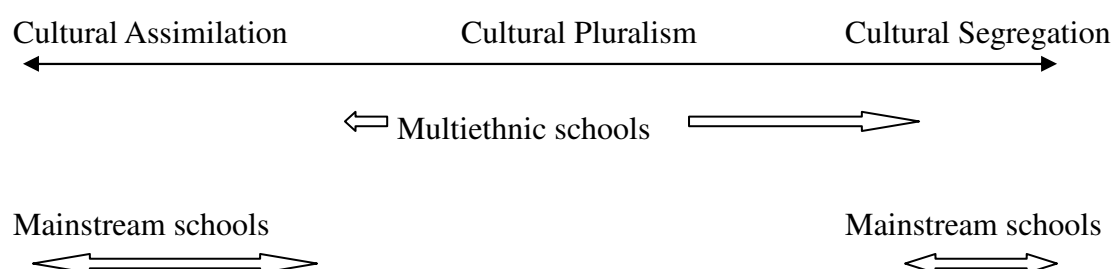 Cultural Assimilation Cultural Pluralism Cultural Segregation
Multiethnic schools
Mainstream schools Mainstream schools